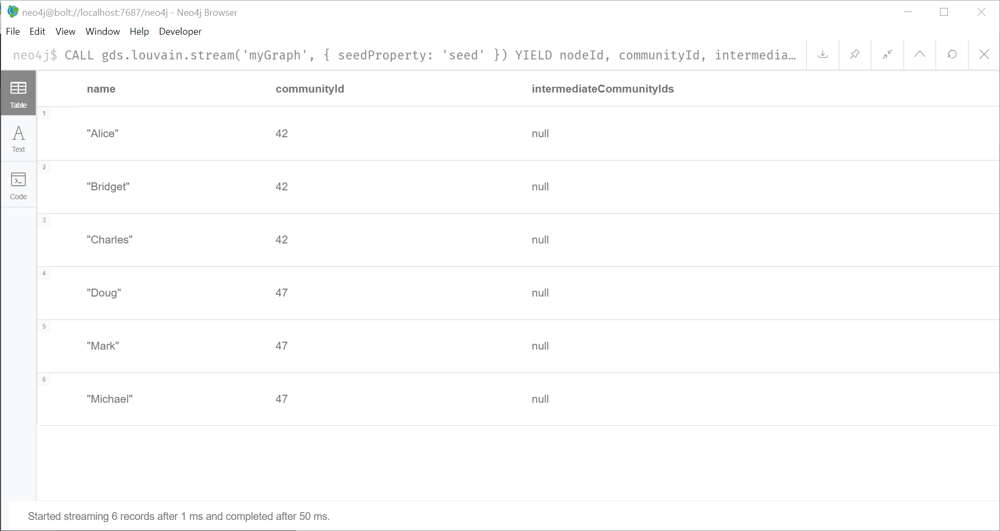 neo4j@bolt://localhost:7687/neo4j - Neo4j Browser
File Edit View Window Help Developer
neo4j$ CALL gds.louvain.stream('myGraph', { seedProperty: 'seed' }) YIELD nodeId, communityId, intermedia…
name communityId intermediateCommunityIds
Table
1
"Alice" 42 null
Text
2
"Bridget" 42 null
Code
3
"Charles" 42 null
4
"Doug" 47 null
5
"Mark" 47 null
6
"Michael" 47 null
Started streaming 6 records after 1 ms and completed after 50 ms.